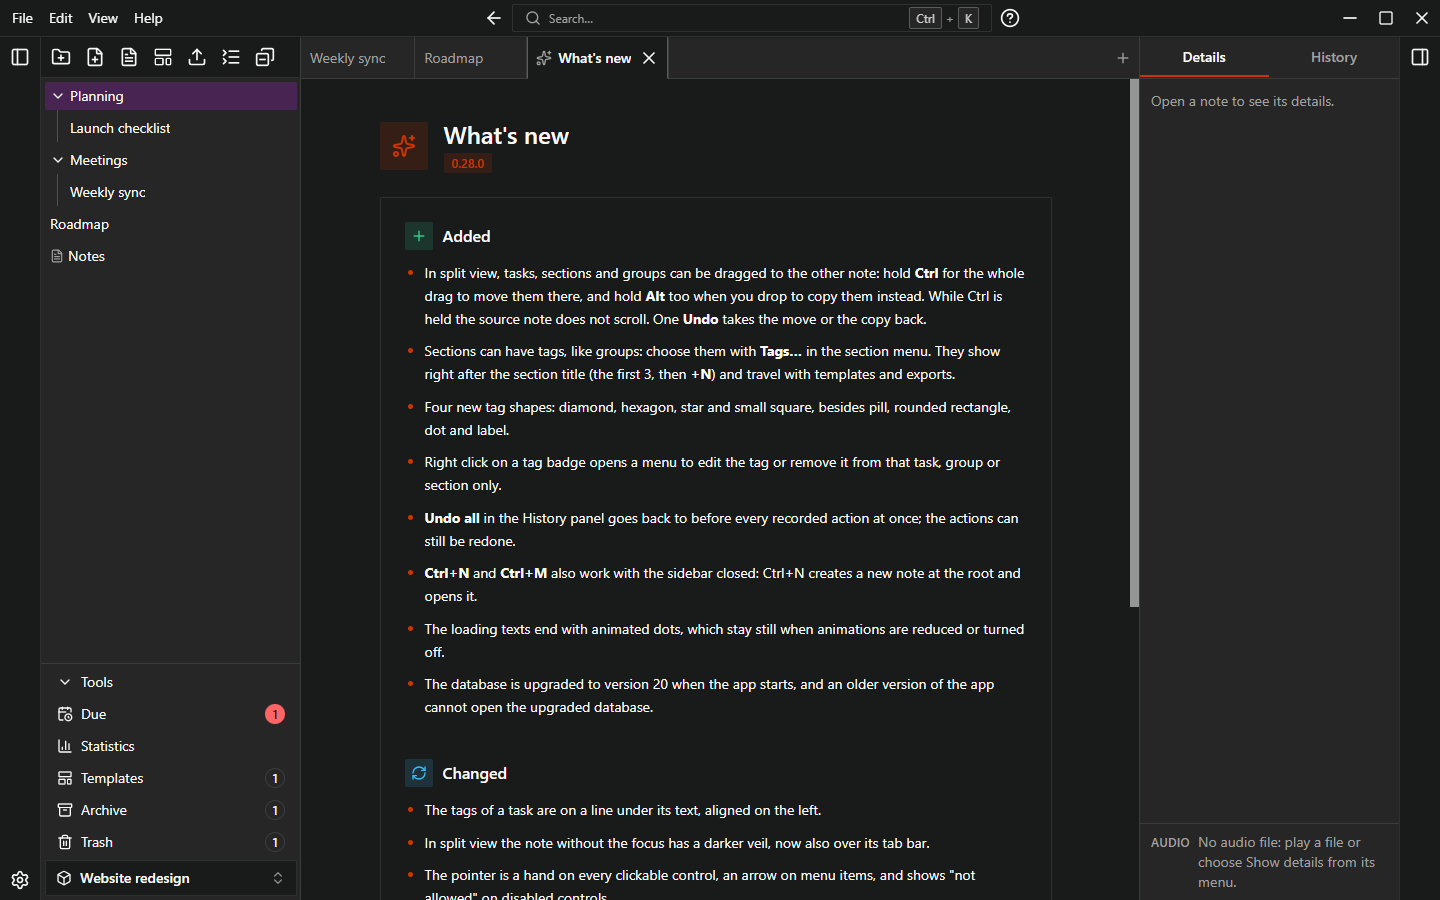 File Edit View Help
Search... Ctrl + K
Weekly sync
Roadmap
What's new
Details
History
Planning
Launch checklist
Meetings
Weekly sync
Roadmap
Notes
Open a note to see its details.
What's new
0.28.0
Added
In split view, tasks, sections and groups can be dragged to the other note: hold Ctrl for the whole
drag to move them there, and hold Alt too when you drop to copy them instead. While Ctrl is
held the source note does not scroll. One Undo takes the move or the copy back.
Sections can have tags, like groups: choose them with Tags... in the section menu. They show
right after the section title (the first 3, then +N) and travel with templates and exports.
Four new tag shapes: diamond, hexagon, star and small square, besides pill, rounded rectangle,
dot and label.
Right click on a tag badge opens a menu to edit the tag or remove it from that task, group or
section only.
Undo all in the History panel goes back to before every recorded action at once; the actions can
still be redone.
Ctrl+N and Ctrl+M also work with the sidebar closed: Ctrl+N creates a new note at the root and
opens it.
The loading texts end with animated dots, which stay still when animations are reduced or turned
off.
The database is upgraded to version 20 when the app starts, and an older version of the app
cannot open the upgraded database.
Changed
The tags of a task are on a line under its text, aligned on the left.
In split view the note without the focus has a darker veil, now also over its tab bar.
The pointer is a hand on every clickable control, an arrow on menu items, and shows "not
allowed" on disabled controls.
Tools
Due 1
Statistics
Templates 1
Archive 1
Trash 1
Website redesign
AUDIO No audio file: play a file or
choose Show details from its
menu.